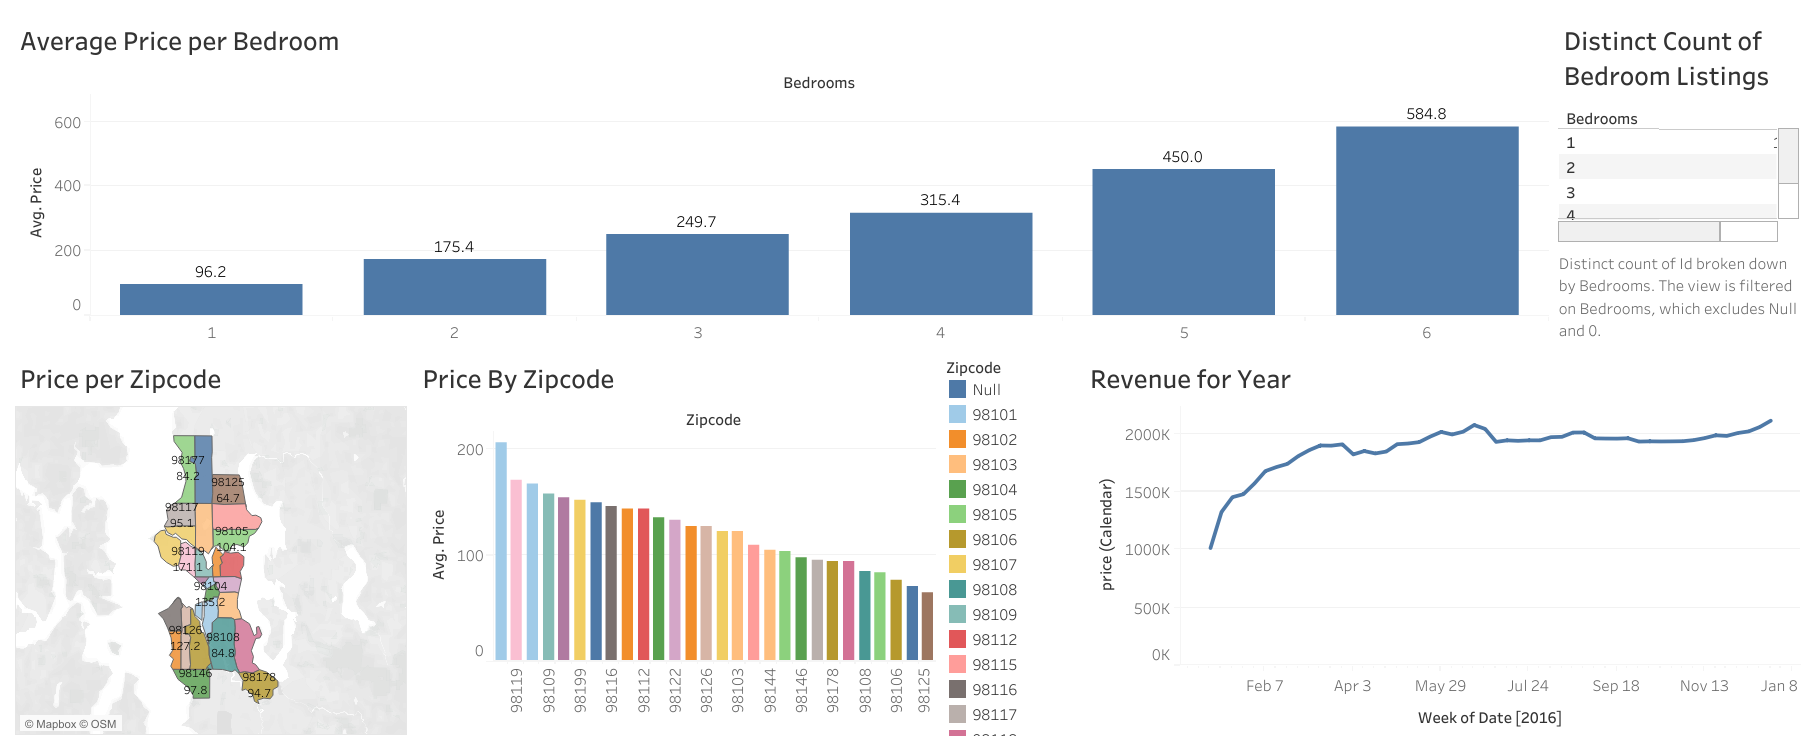 Average Price per Bedroom
Bedrooms
Avg. Price
600
400
200
0
96.2
175.4
249.7
315.4
450.0
584.8
1
2
3
4
5
6
Distinct Count of
Bedroom Listings
Bedrooms
1
2
3
4
Distinct count of Id broken down
by Bedrooms. The view is filtered
on Bedrooms, which excludes Null
and 0.
Price per Zipcode
98177
84.2
98125
64.7
98117
95.1
98105
104.1
98119
171.1
98104
135.2
98126
127.2
98108
84.8
98146
97.8
98178
94.7
© Mapbox © OSM
Price By Zipcode
Zipcode
Avg. Price
200
100
0
98119
98109
98199
98116
98112
98122
98126
98103
98144
98146
98178
98108
98106
98125
Zipcode
Null
98101
98102
98103
98104
98105
98106
98107
98108
98109
98112
98115
98116
98117
Revenue for Year
price (Calendar)
2000K
1500K
1000K
500K
0K
Feb 7
Apr 3
May 29
Jul 24
Sep 18
Nov 13
Jan 8
Week of Date [2016]